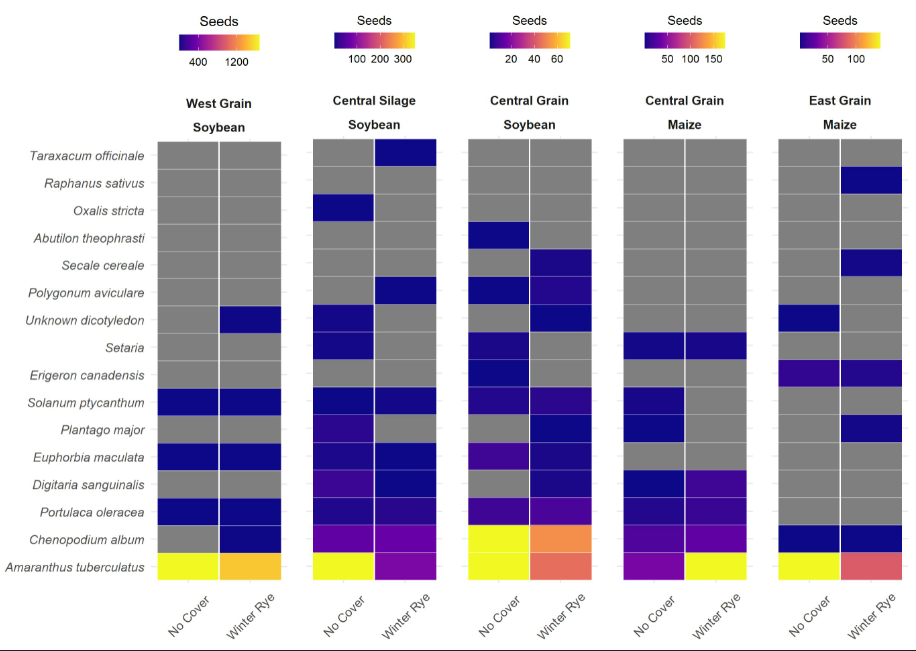 Seeds Seeds Seeds Seeds Seeds
400 1200 100 200 300 20 40 60 50 100 150 50 100
West Grain Central Silage Central Grain Central Grain East Grain
Soybean Soybean Soybean Maize Maize
Taraxacum officinale
Raphanus sativus
Oxalis stricta
Abutilon theophrasti
Secale cereale
Polygonum aviculare
Unknown dicotyledon
Setaria
Erigeron canadensis
Solanum ptycanthum
Plantago major
Euphorbia maculata
Digitaria sanguinalis
Portulaca oleracea
Chenopodium album
Amaranthus tuberculatus
No Cover Winter Rye No Cover Winter Rye No Cover Winter Rye No Cover Winter Rye No Cover Winter Rye